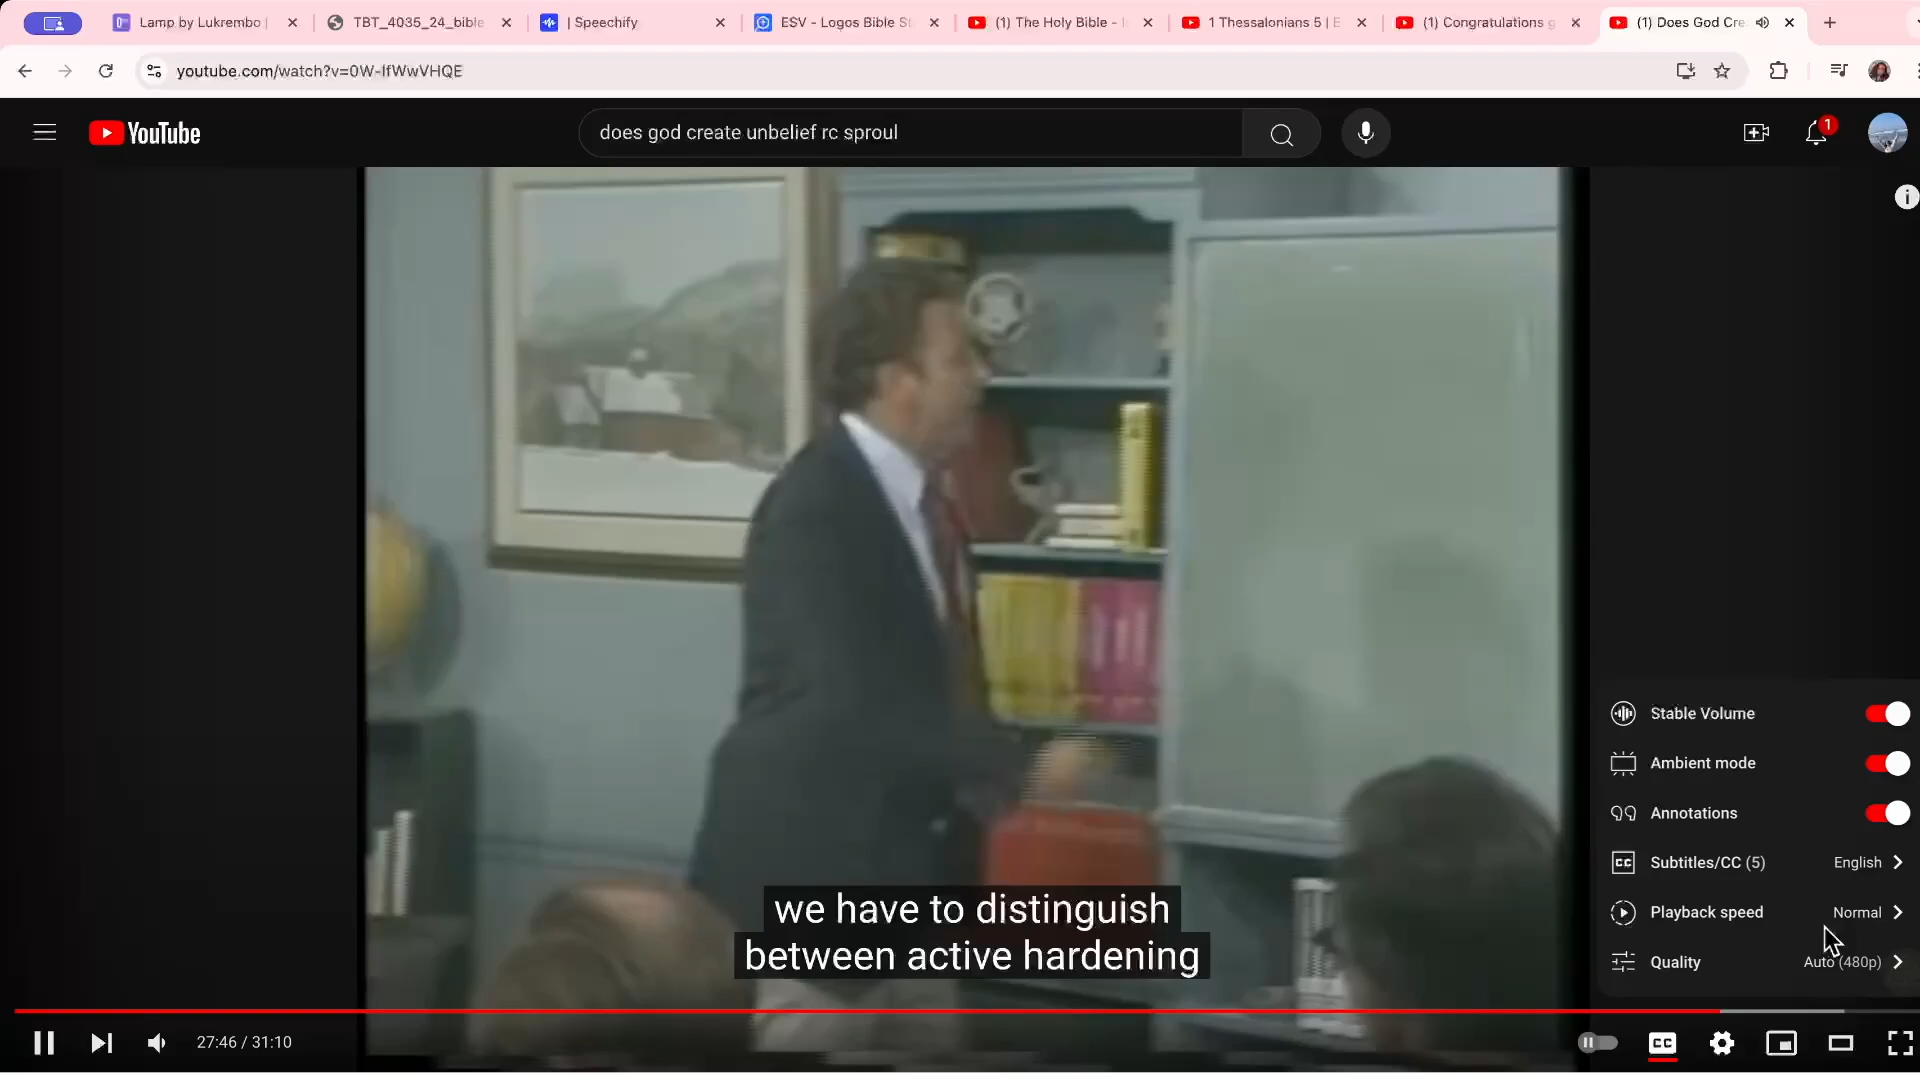 Lamp by Lukrembo |
TBT_4035_24_bible
| Speechify
ESV - Logos Bible St
(1) The Holy Bible - I
1 Thessalonians 5 | E
(1) Congratulations g
(1) Does God Cre
youtube.com/watch?v=0W-IfWwVHQE
YouTube
does god create unbelief rc sproul
1
Stable Volume
Ambient mode
Annotations
Subtitles/CC (5) English
Playback speed Normal
Quality Auto (480p)
we have to distinguish
between active hardening
27:46 / 31:10